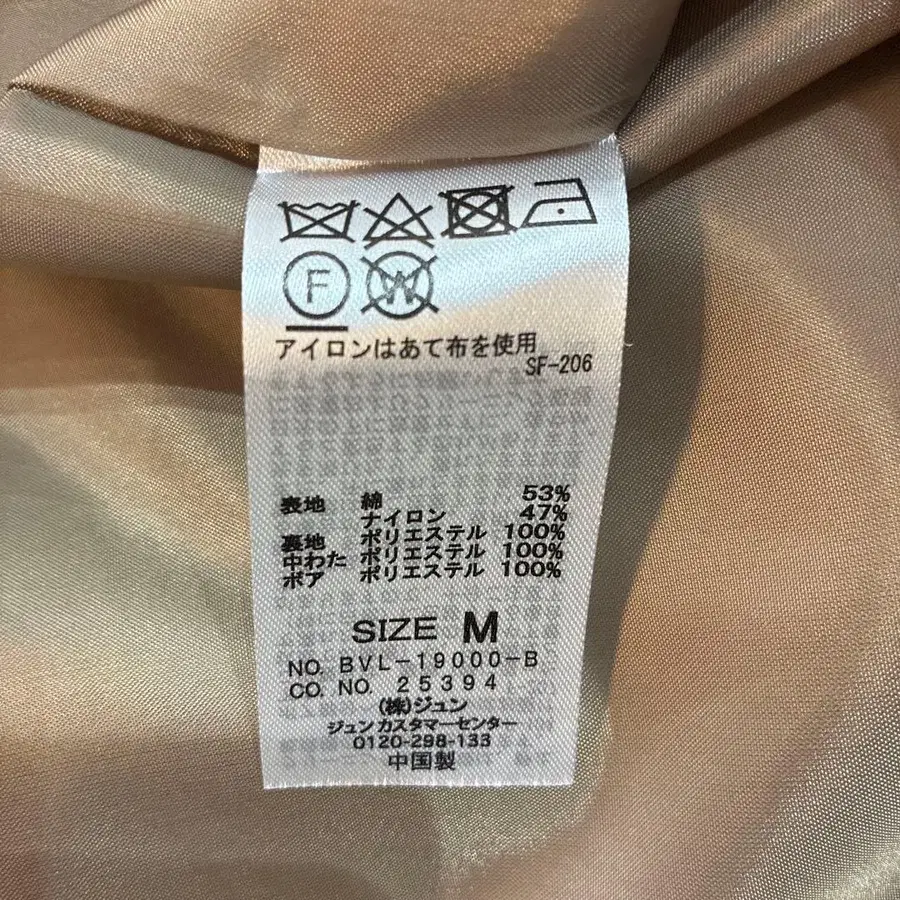 F W
アイロンはあて布を使用
SF-206
表地 綿 53%
ナイロン 47%
裏地 ポリエステル 100%
中わた ポリエステル 100%
ボア ポリエステル 100%
SIZE M
NO. BVL-19000-B
CO. NO. 25394
(株)ジュン
ジュンカスタマーセンター
0120-298-133
中国製